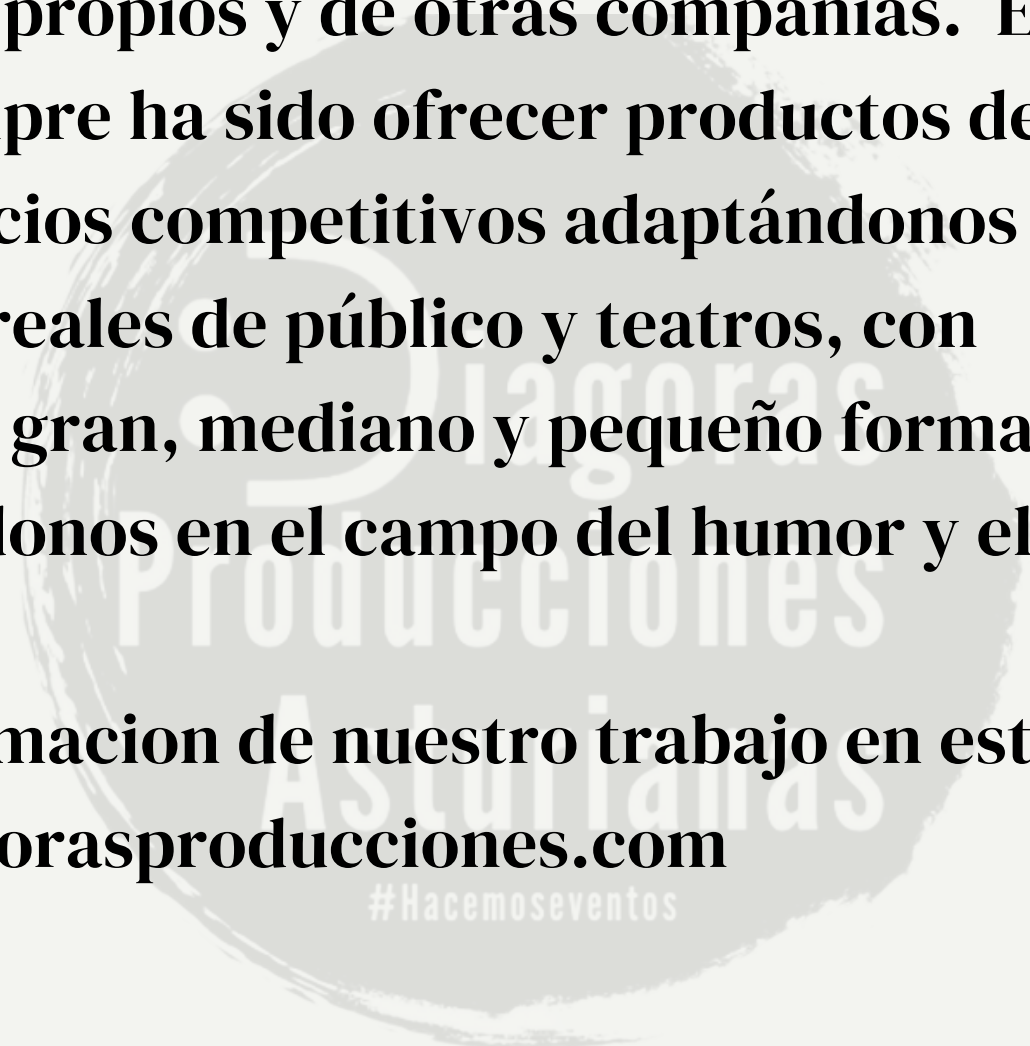 propios y de otras compañías. E
pre ha sido ofrecer productos de
cios competitivos adaptándonos
reales de público y teatros, con
gran, mediano y pequeño forma
donos en el campo del humor y el
macion de nuestro trabajo en est
orasproducciones.com
Diagoras
Producciones
Asturianas
#Hacemoseventos